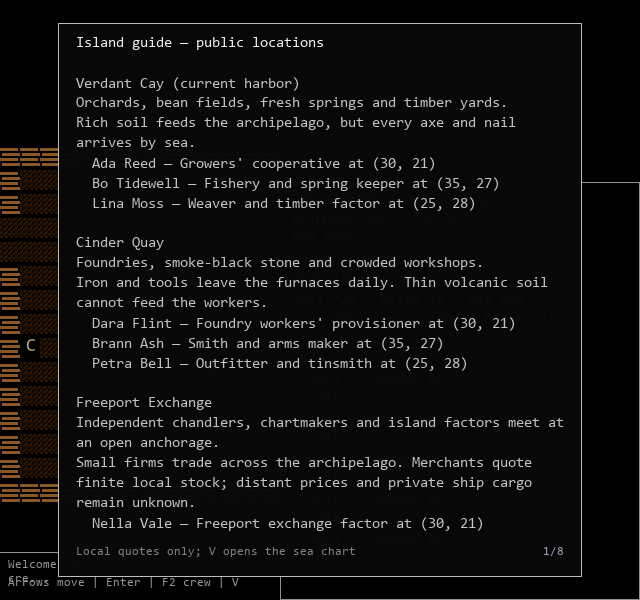 Island guide — public locations
Verdant Cay (current harbor)
Orchards, bean fields, fresh springs and timber yards.
Rich soil feeds the archipelago, but every axe and nail
arrives by sea.
Ada Reed — Growers' cooperative at (30, 21)
Bo Tidewell — Fishery and spring keeper at (35, 27)
Lina Moss — Weaver and timber factor at (25, 28)
Cinder Quay
Foundries, smoke-black stone and crowded workshops.
Iron and tools leave the furnaces daily. Thin volcanic soil
cannot feed the workers.
Dara Flint — Foundry workers' provisioner at (30, 21)
Brann Ash — Smith and arms maker at (35, 27)
C
Petra Bell — Outfitter and tinsmith at (25, 28)
Freeport Exchange
Independent chandlers, chartmakers and island factors meet at
an open anchorage.
Small firms trade across the archipelago. Merchants quote
finite local stock; distant prices and private ship cargo
remain unknown.
Nella Vale — Freeport exchange factor at (30, 21)
Local quotes only; V opens the sea chart 1/8
Welcome
Arrows move | Enter | F2 crew | V